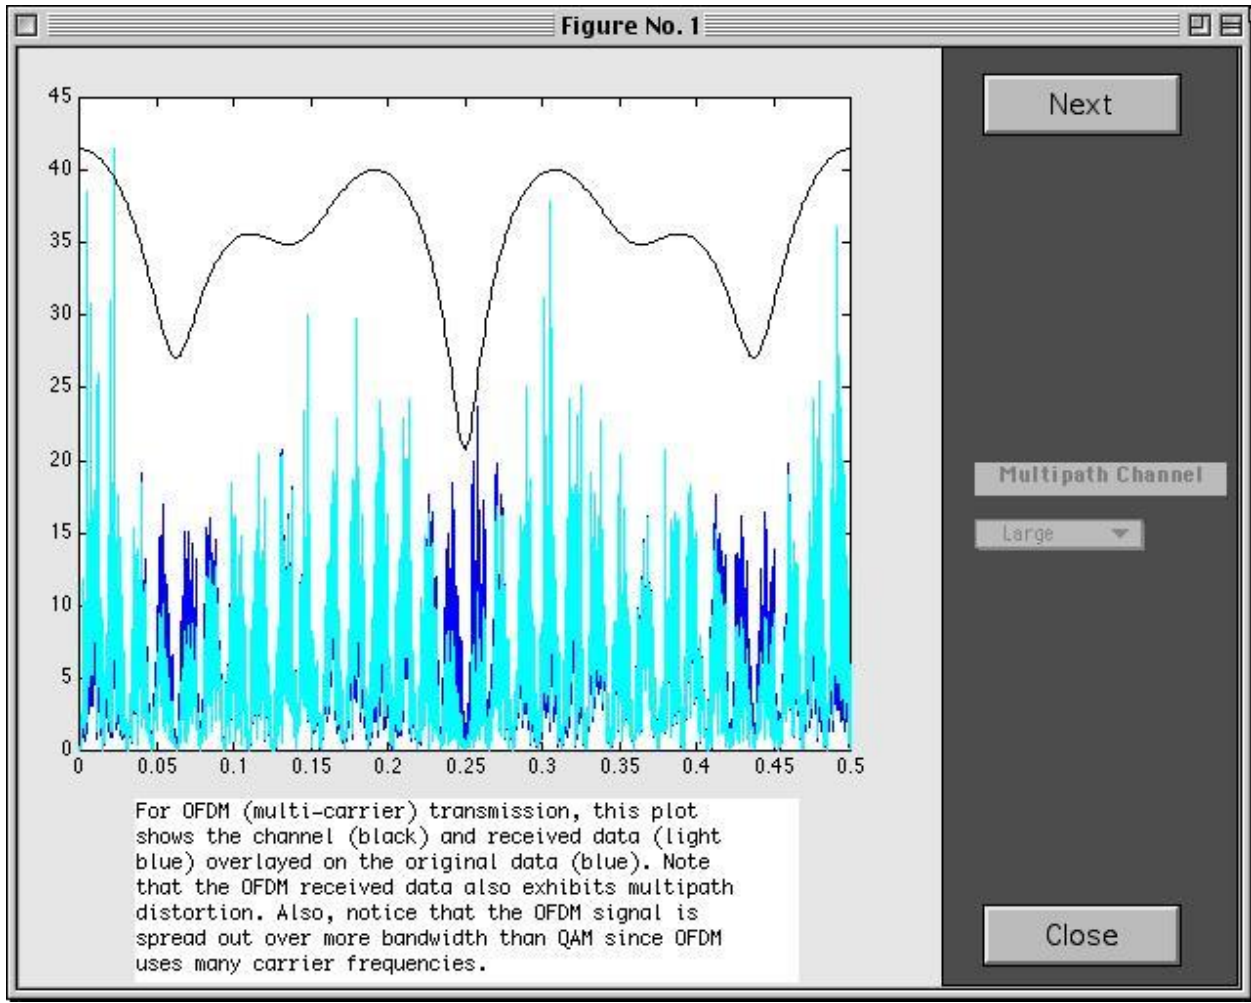 Figure No. 1
Next
45
40
35
30
25
20
15
10
5
0
0 0.05 0.1 0.15 0.2 0.25 0.3 0.35 0.4 0.45 0.5
Multipath Channel
Large
For OFDM (multi-carrier) transmission, this plot
shows the channel (black) and received data (light
blue) overlayed on the original data (blue). Note
that the OFDM received data also exhibits multipath
distortion. Also, notice that the OFDM signal is
spread out over more bandwidth than QAM since OFDM
uses many carrier frequencies.
Close